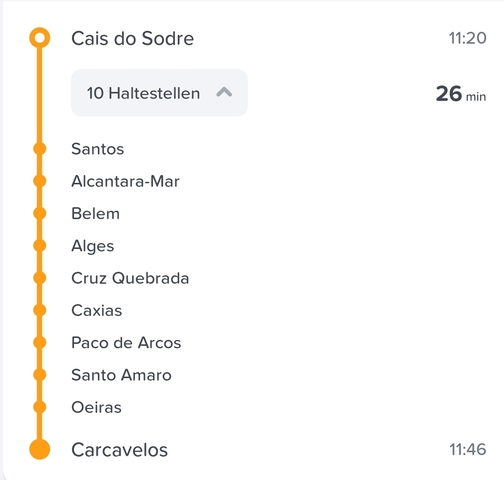 Cais do Sodre 11:20
10 Haltestellen 26 min
Santos
Alcantara-Mar
Belem
Alges
Cruz Quebrada
Caxias
Paco de Arcos
Santo Amaro
Oeiras
Carcavelos 11:46